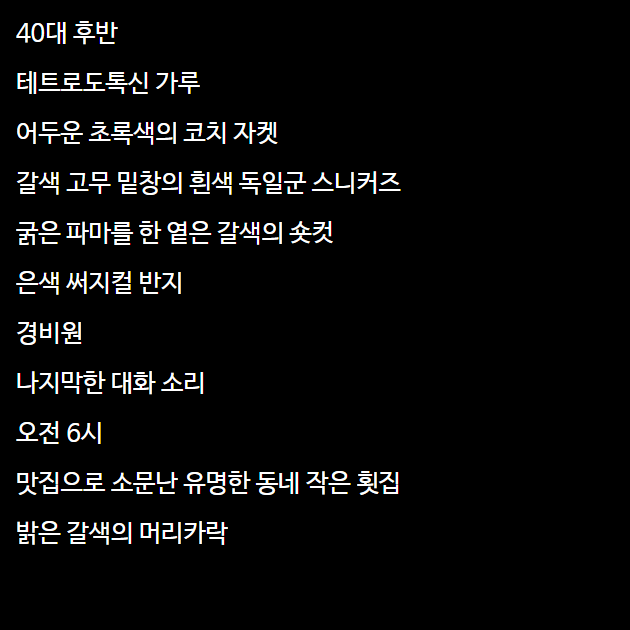 40대 후반
테트로도톡신 가루
어두운 초록색의 코치 자켓
갈색 고무 밑창의 흰색 독일군 스니커즈
굵은 파마를 한 옅은 갈색의 숏컷
은색 써지컬 반지
경비원
나지막한 대화 소리
오전 6시
맛집으로 소문난 유명한 동네 작은 횟집
밝은 갈색의 머리카락